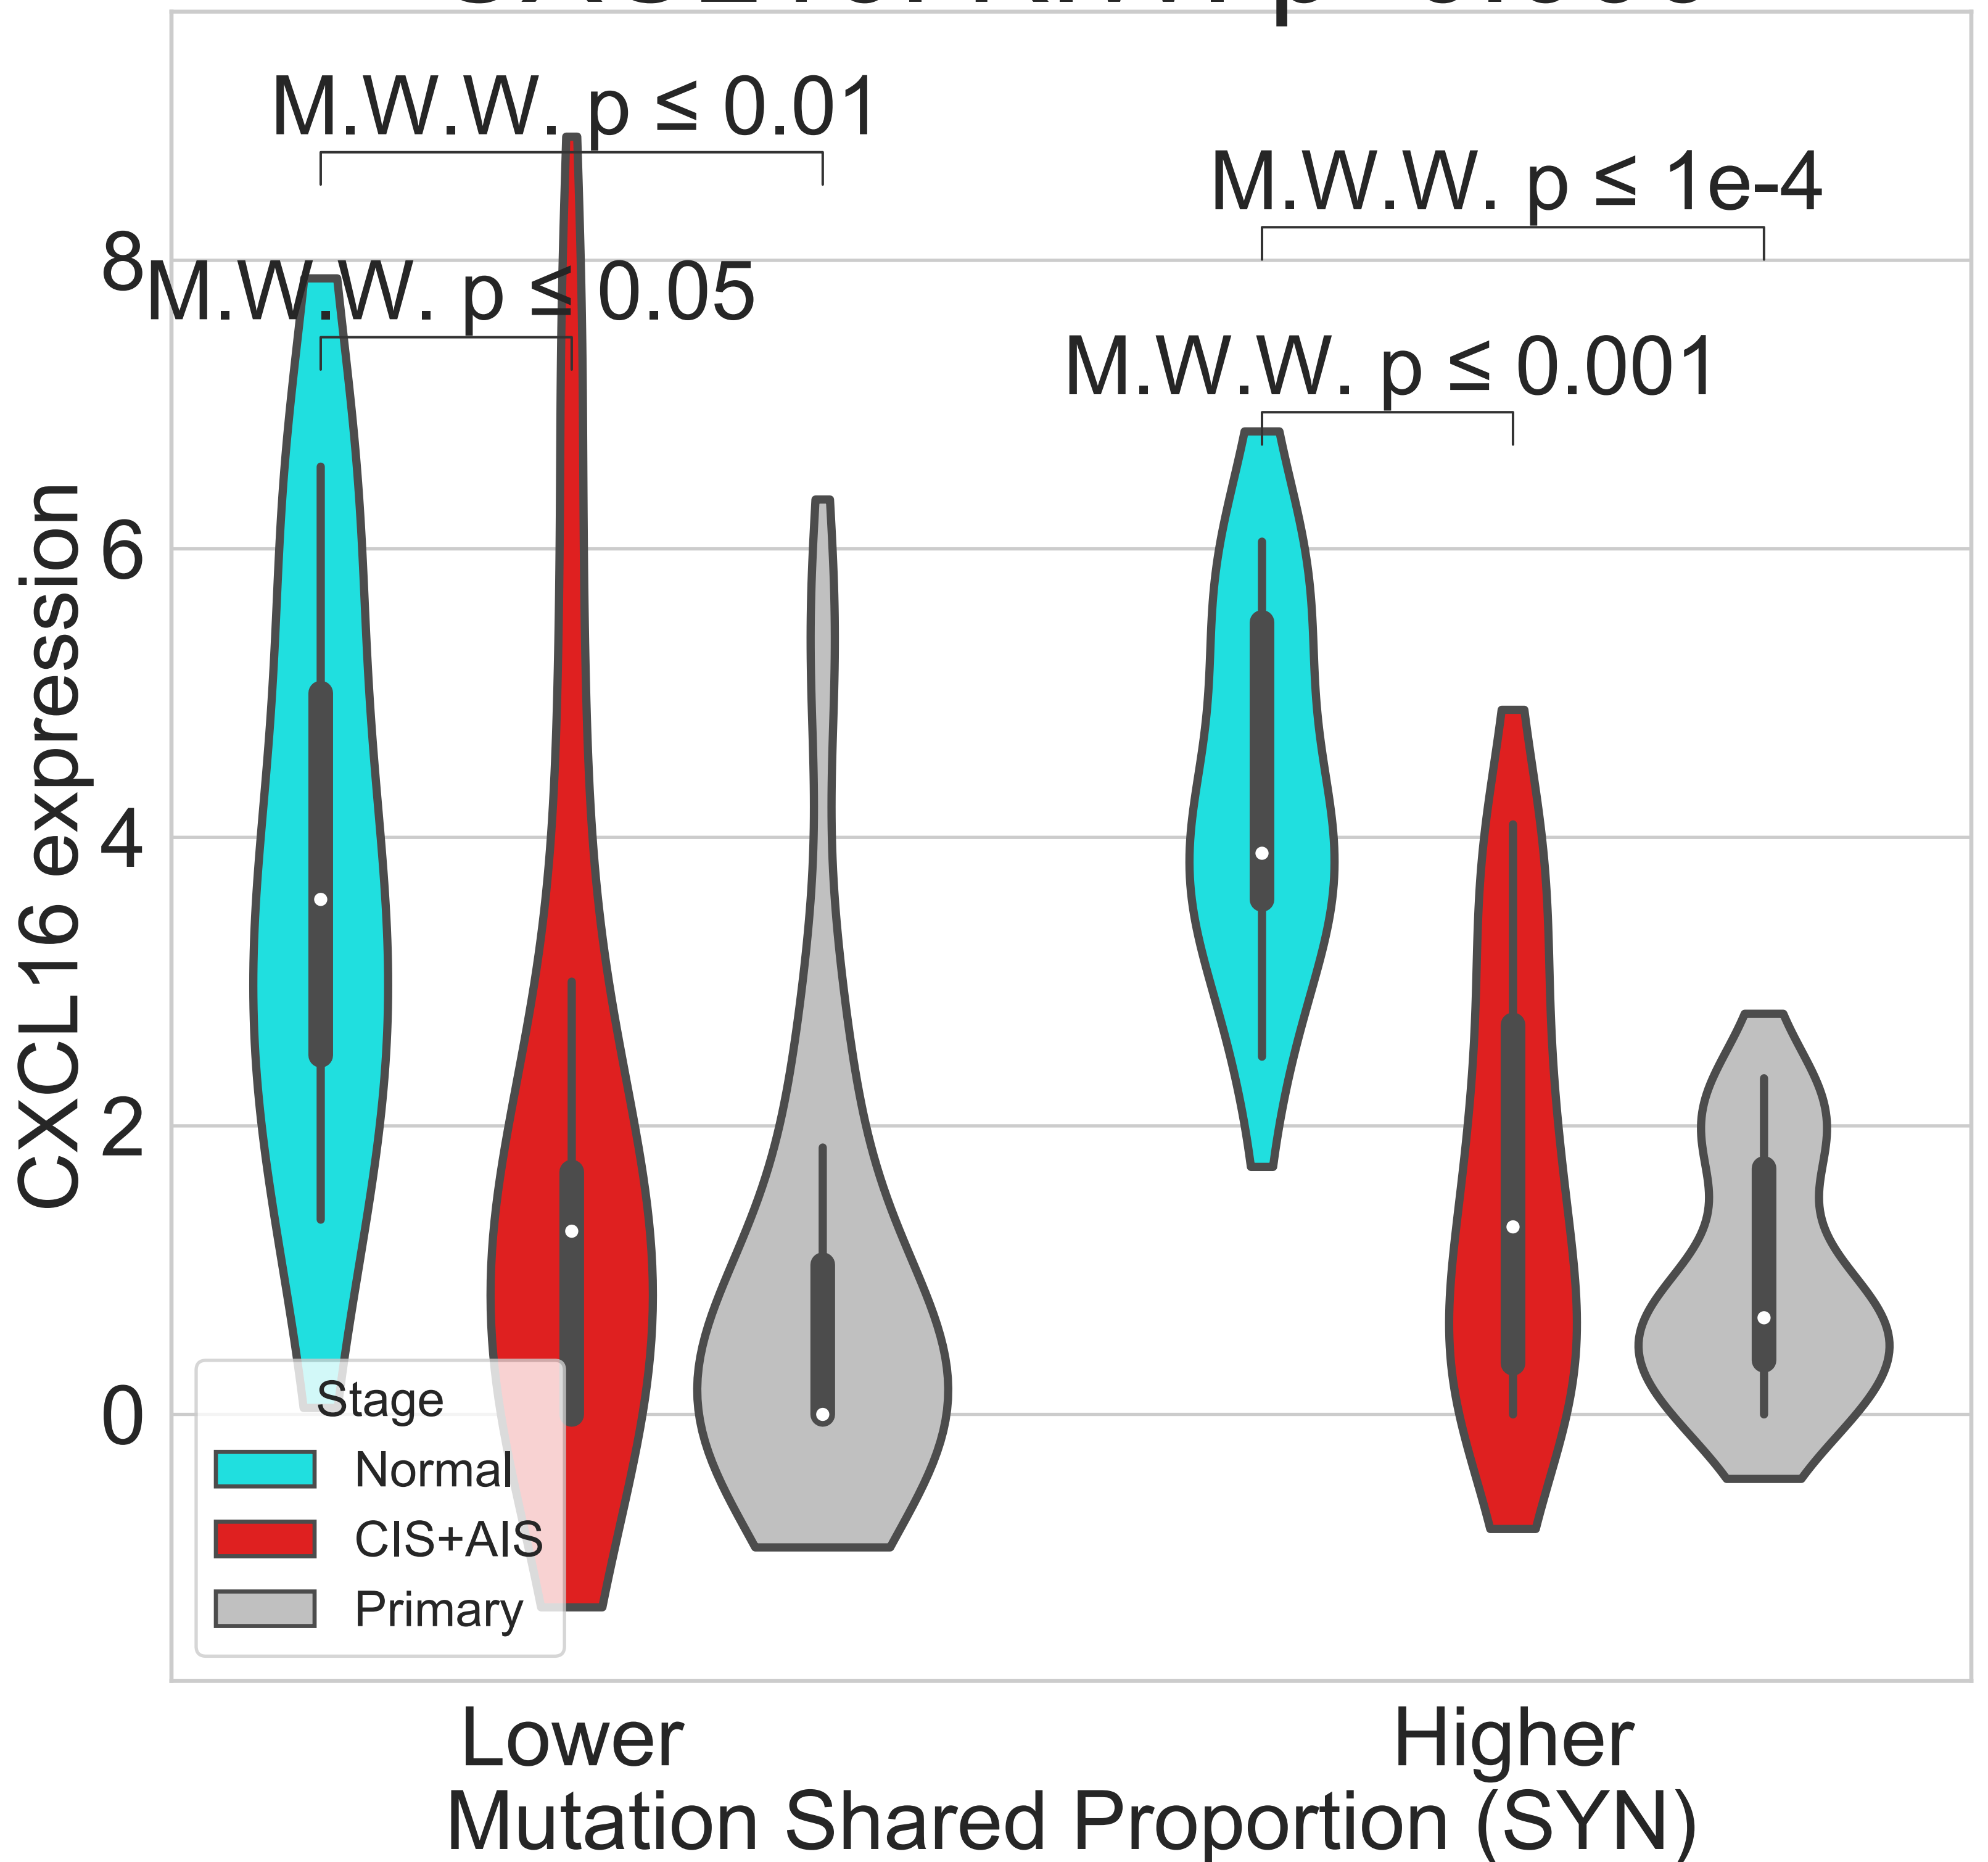 M.W.W. p ≤ 0.01
M.W.W. p ≤ 1e-4
M.W.W. p ≤ 0.05
M.W.W. p ≤ 0.001
CXCL16 expression
8
6
4
2
0
Stage
Normal
CIS+AIS
Primary
Lower
Higher
Mutation Shared Proportion (SYN)